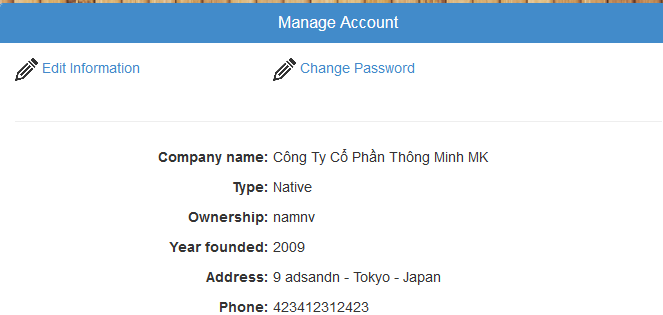 Manage Account
Edit Information Change Password
Company name: Công Ty Cổ Phần Thông Minh MK
Type: Native
Ownership: namnv
Year founded: 2009
Address: 9 adsandn - Tokyo - Japan
Phone: 423412312423